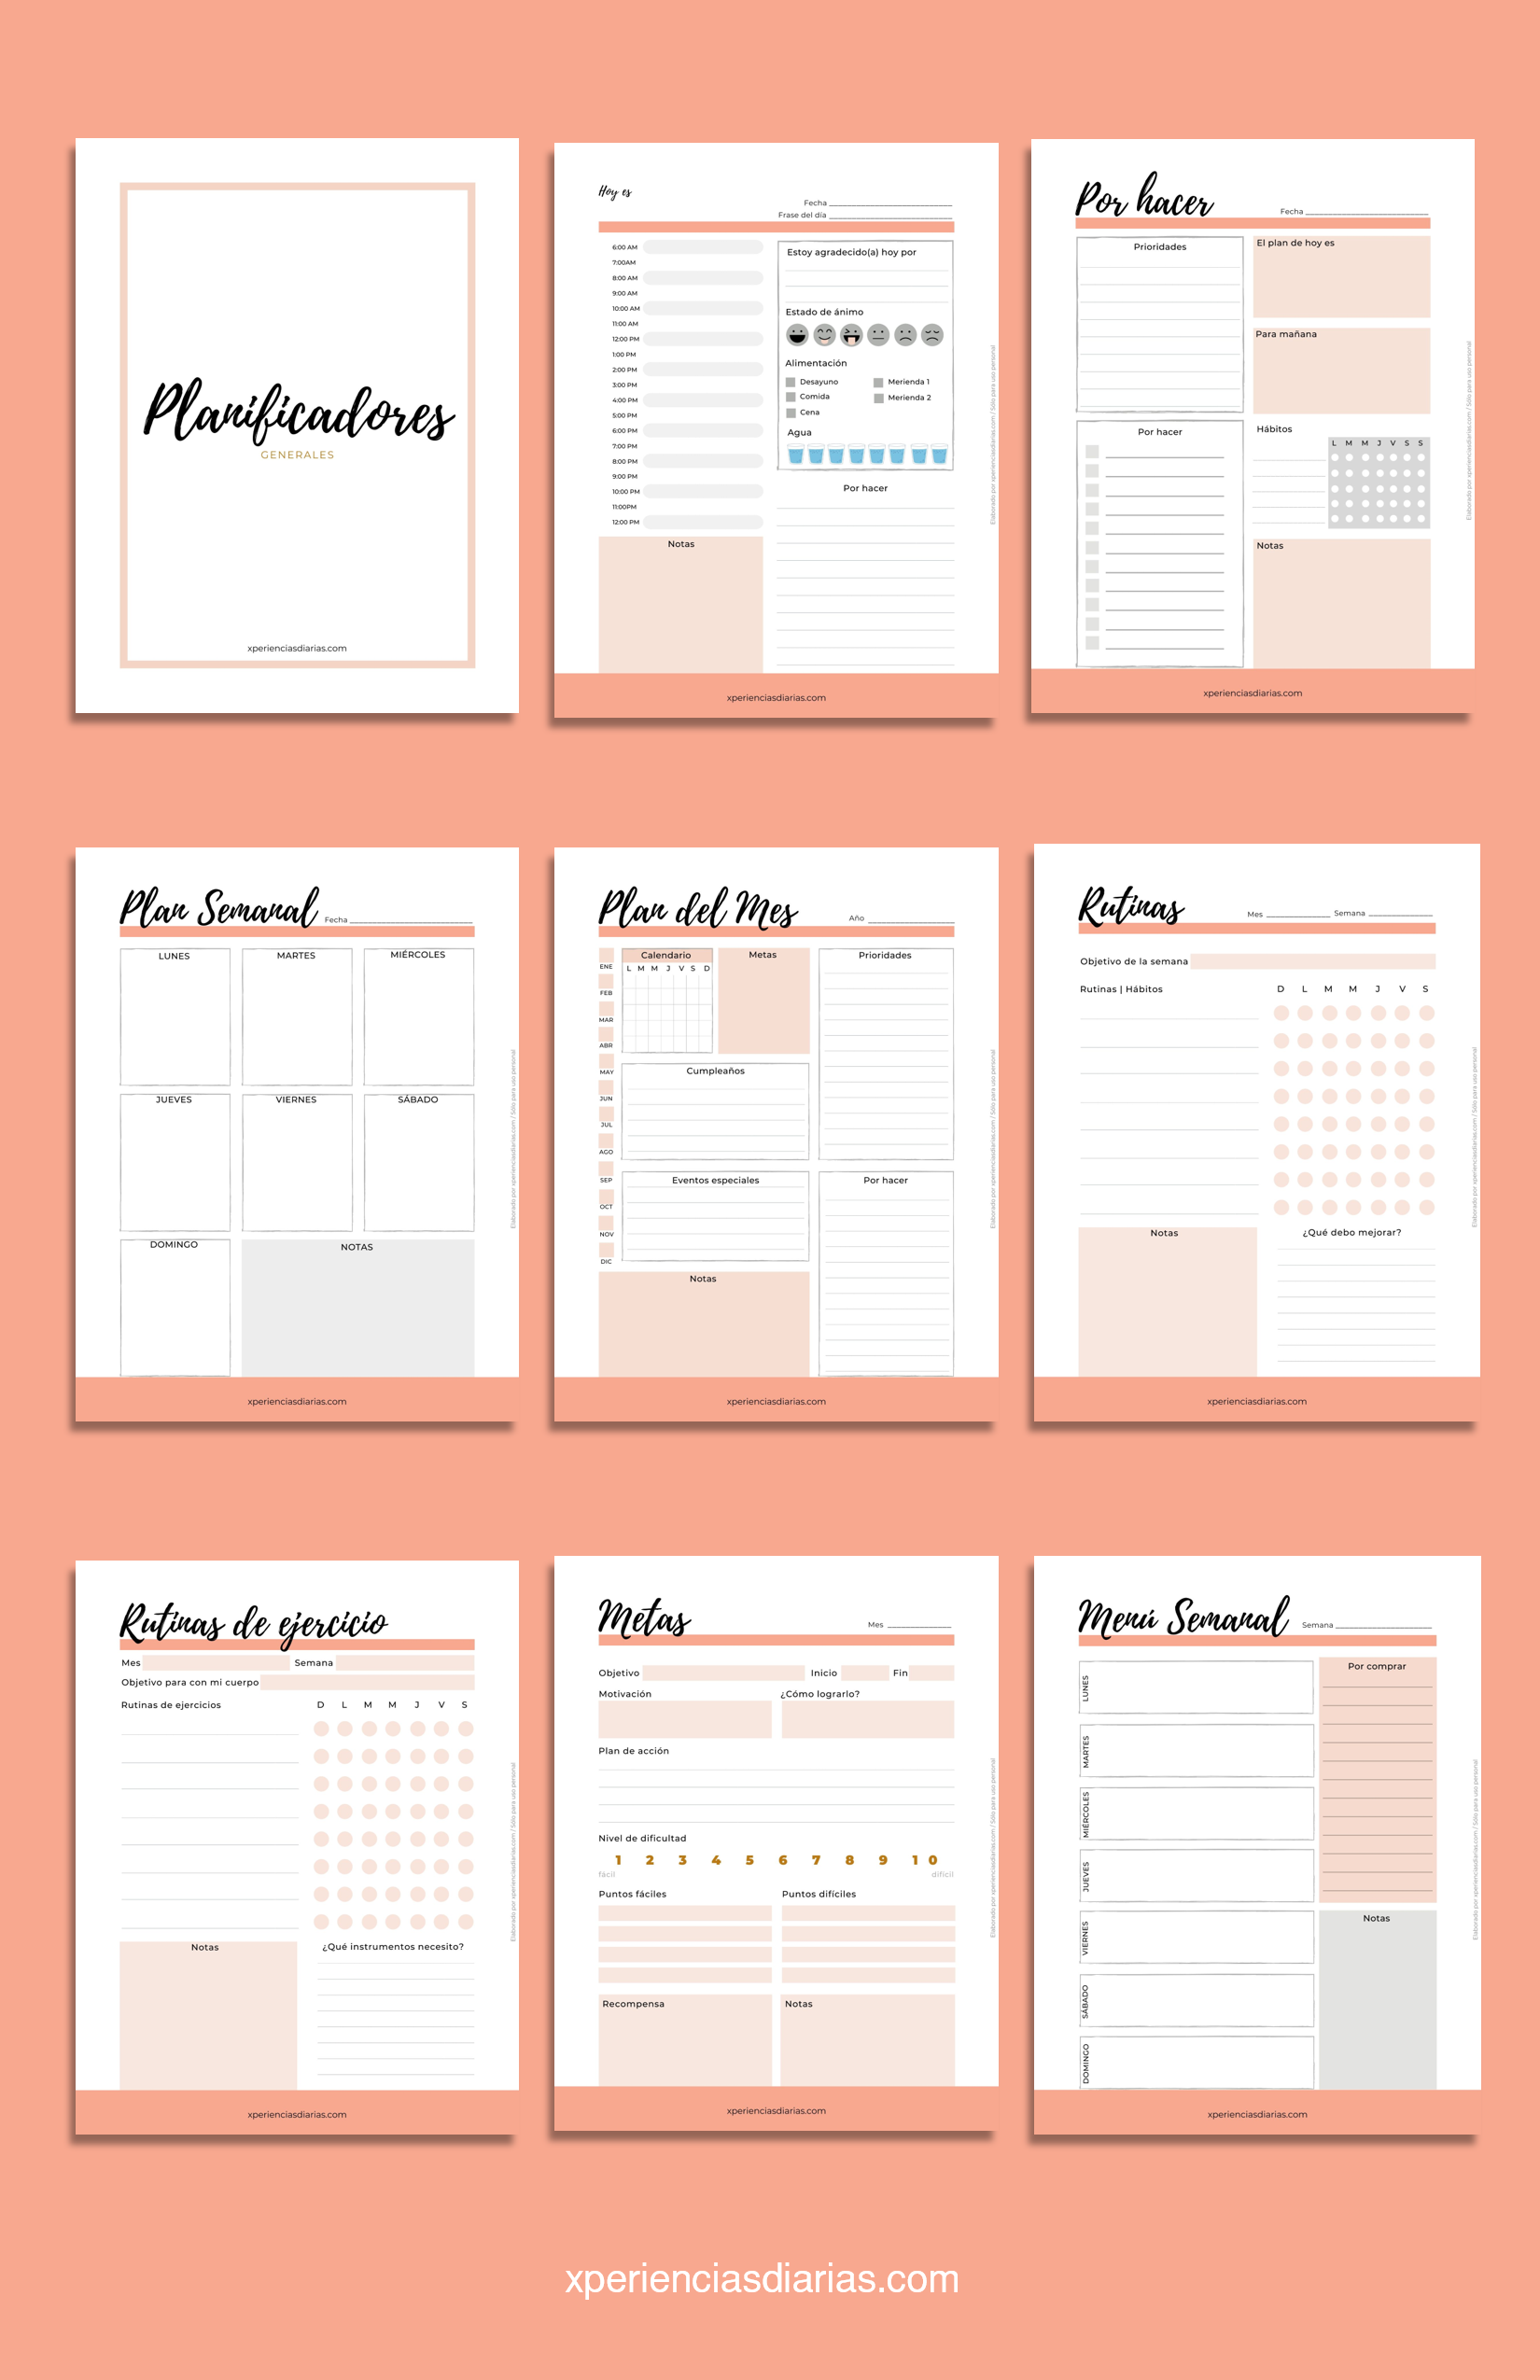 Planificadores
GENERALES
xperienciasdiarias.com
Hoy es
Fecha
Frase del día
6:00 AM
7:00AM
8:00 AM
9:00 AM
10:00 AM
11:00 AM
12:00 PM
1:00 PM
2:00 PM
3:00 PM
4:00 PM
5:00 PM
6:00 PM
7:00 PM
8:00 PM
9:00 PM
10:00 PM
11:00PM
12:00 PM
Notas
Estoy agradecido(a) hoy por
Estado de ánimo
Alimentación
Desayuno Merienda 1
Comida Merienda 2
Cena
Agua
Por hacer
Elaborado por xperienciasdiarias.com / Sólo para uso personal
xperienciasdiarias.com
Por hacer
Fecha
Prioridades
El plan de hoy es
Para mañana
Por hacer
Hábitos
L M M J V S S
Notas
Elaborado por xperienciasdiarias.com / Sólo para uso personal
xperienciasdiarias.com
Plan Semanal
Fecha
LUNES MARTES MIÉRCOLES
JUEVES VIERNES SÁBADO
DOMINGO NOTAS
Elaborado por xperienciasdiarias.com / Sólo para uso personal
xperienciasdiarias.com
Plan del Mes
Año
ENE
FEB
MAR
ABR
MAY
JUN
JUL
AGO
SEP
OCT
NOV
DIC
Calendario
L M M J V S D
Metas
Prioridades
Cumpleaños
Eventos especiales
Por hacer
Notas
Elaborado por xperienciasdiarias.com / Sólo para uso personal
xperienciasdiarias.com
Rutinas
Mes Semana
Objetivo de la semana
Rutinas | Hábitos D L M M J V S
Notas
¿Qué debo mejorar?
Elaborado por xperienciasdiarias.com / Sólo para uso personal
xperienciasdiarias.com
Rutinas de ejercicio
Mes Semana
Objetivo para con mi cuerpo
Rutinas de ejercicios D L M M J V S
Notas
¿Qué instrumentos necesito?
Elaborado por xperienciasdiarias.com / Sólo para uso personal
xperienciasdiarias.com
Metas
Mes
Objetivo Inicio Fin
Motivación ¿Cómo lograrlo?
Plan de acción
Nivel de dificultad
1 2 3 4 5 6 7 8 9 10
fácil difícil
Puntos fáciles Puntos difíciles
Recompensa Notas
Elaborado por xperienciasdiarias.com / Sólo para uso personal
xperienciasdiarias.com
Menú Semanal
Semana
LUNES
MARTES
MIÉRCOLES
JUEVES
VIERNES
SÁBADO
DOMINGO
Por comprar
Notas
Elaborado por xperienciasdiarias.com / Sólo para uso personal
xperienciasdiarias.com
xperienciasdiarias.com